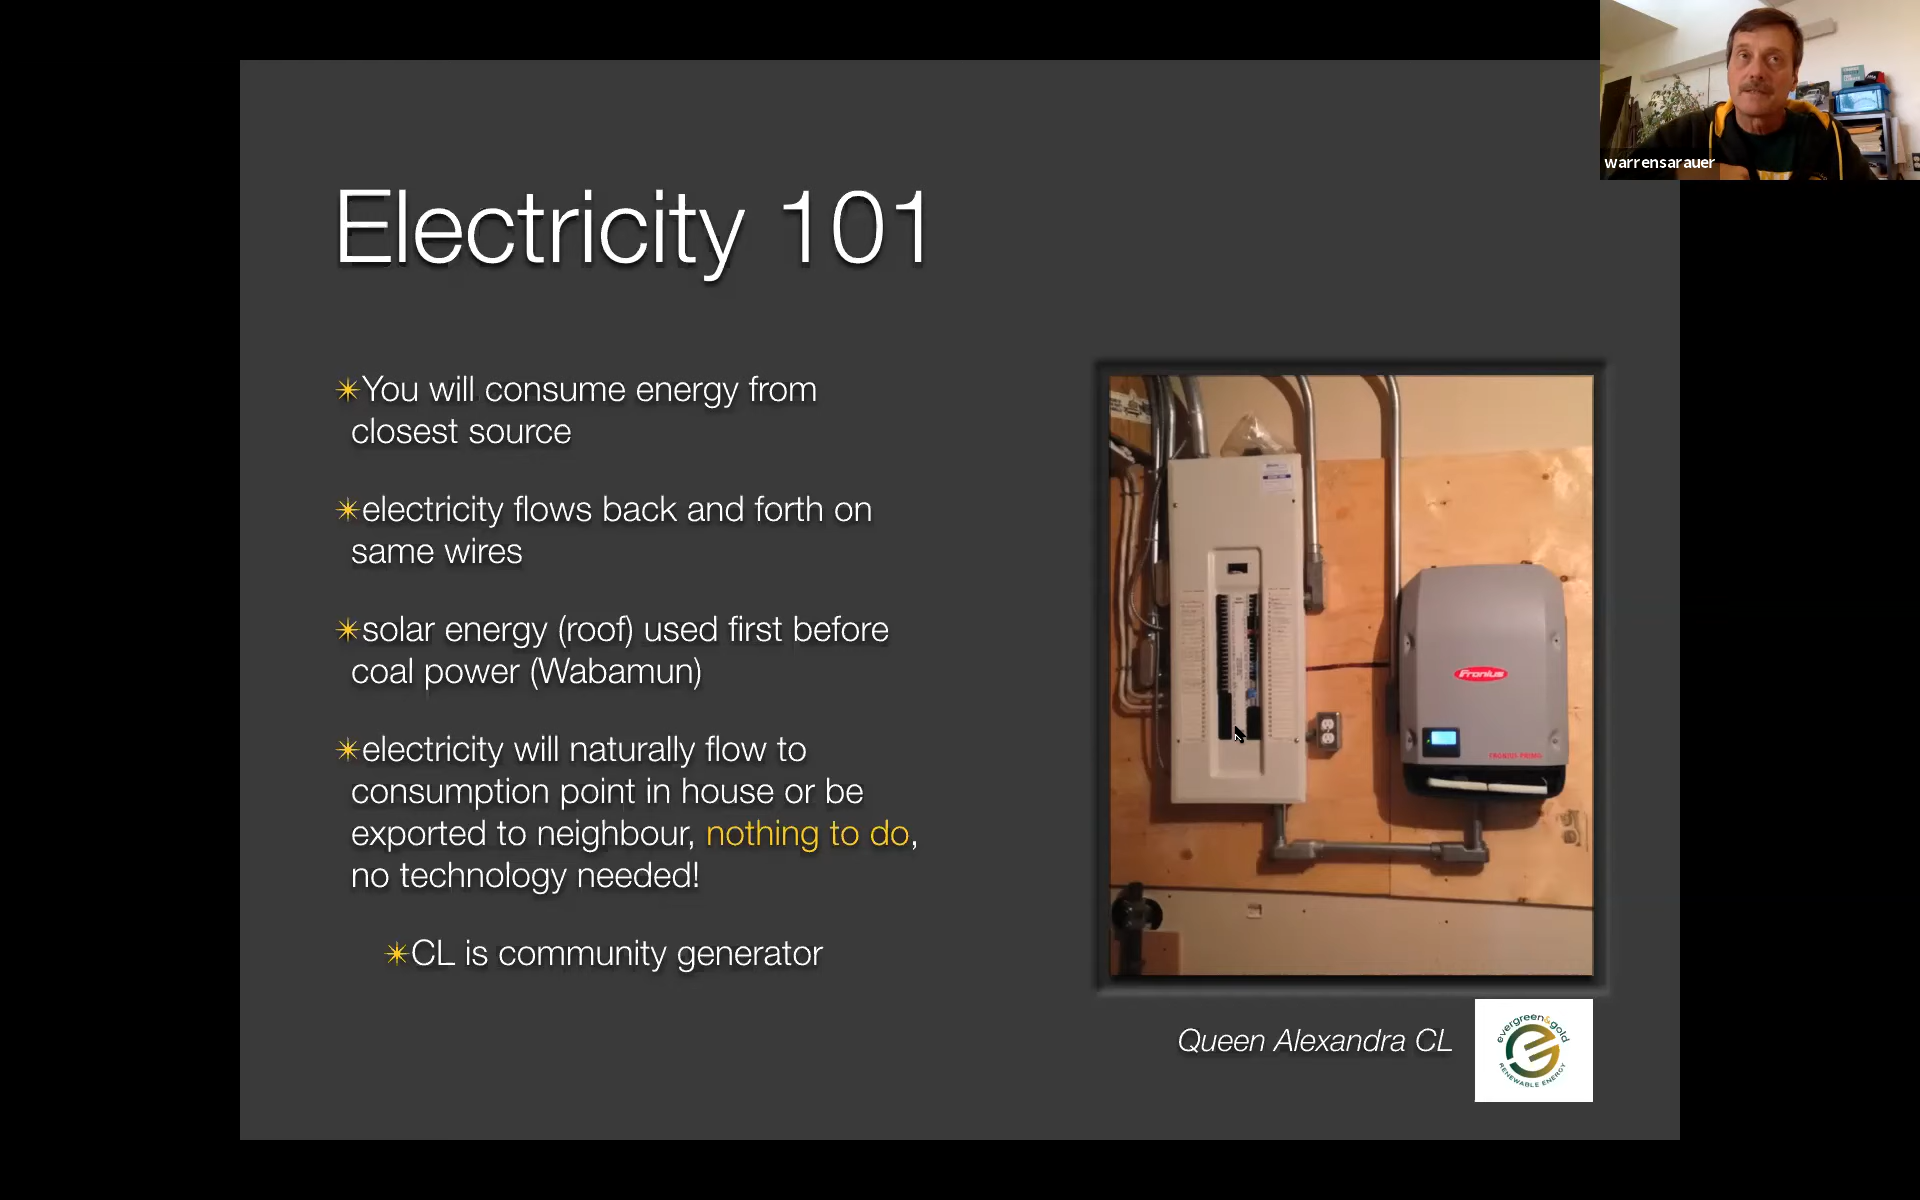 warrensarauer
Electricity 101
You will consume energy from
closest source
electricity flows back and forth on
same wires
solar energy (roof) used first before
coal power (Wabamun)
electricity will naturally flow to
consumption point in house or be
exported to neighbour, nothing to do,
no technology needed!
CL is community generator
Fronius
FRONIUS PRIMO
Queen Alexandra CL
evergreen&gold
RENEWABLE ENERGY